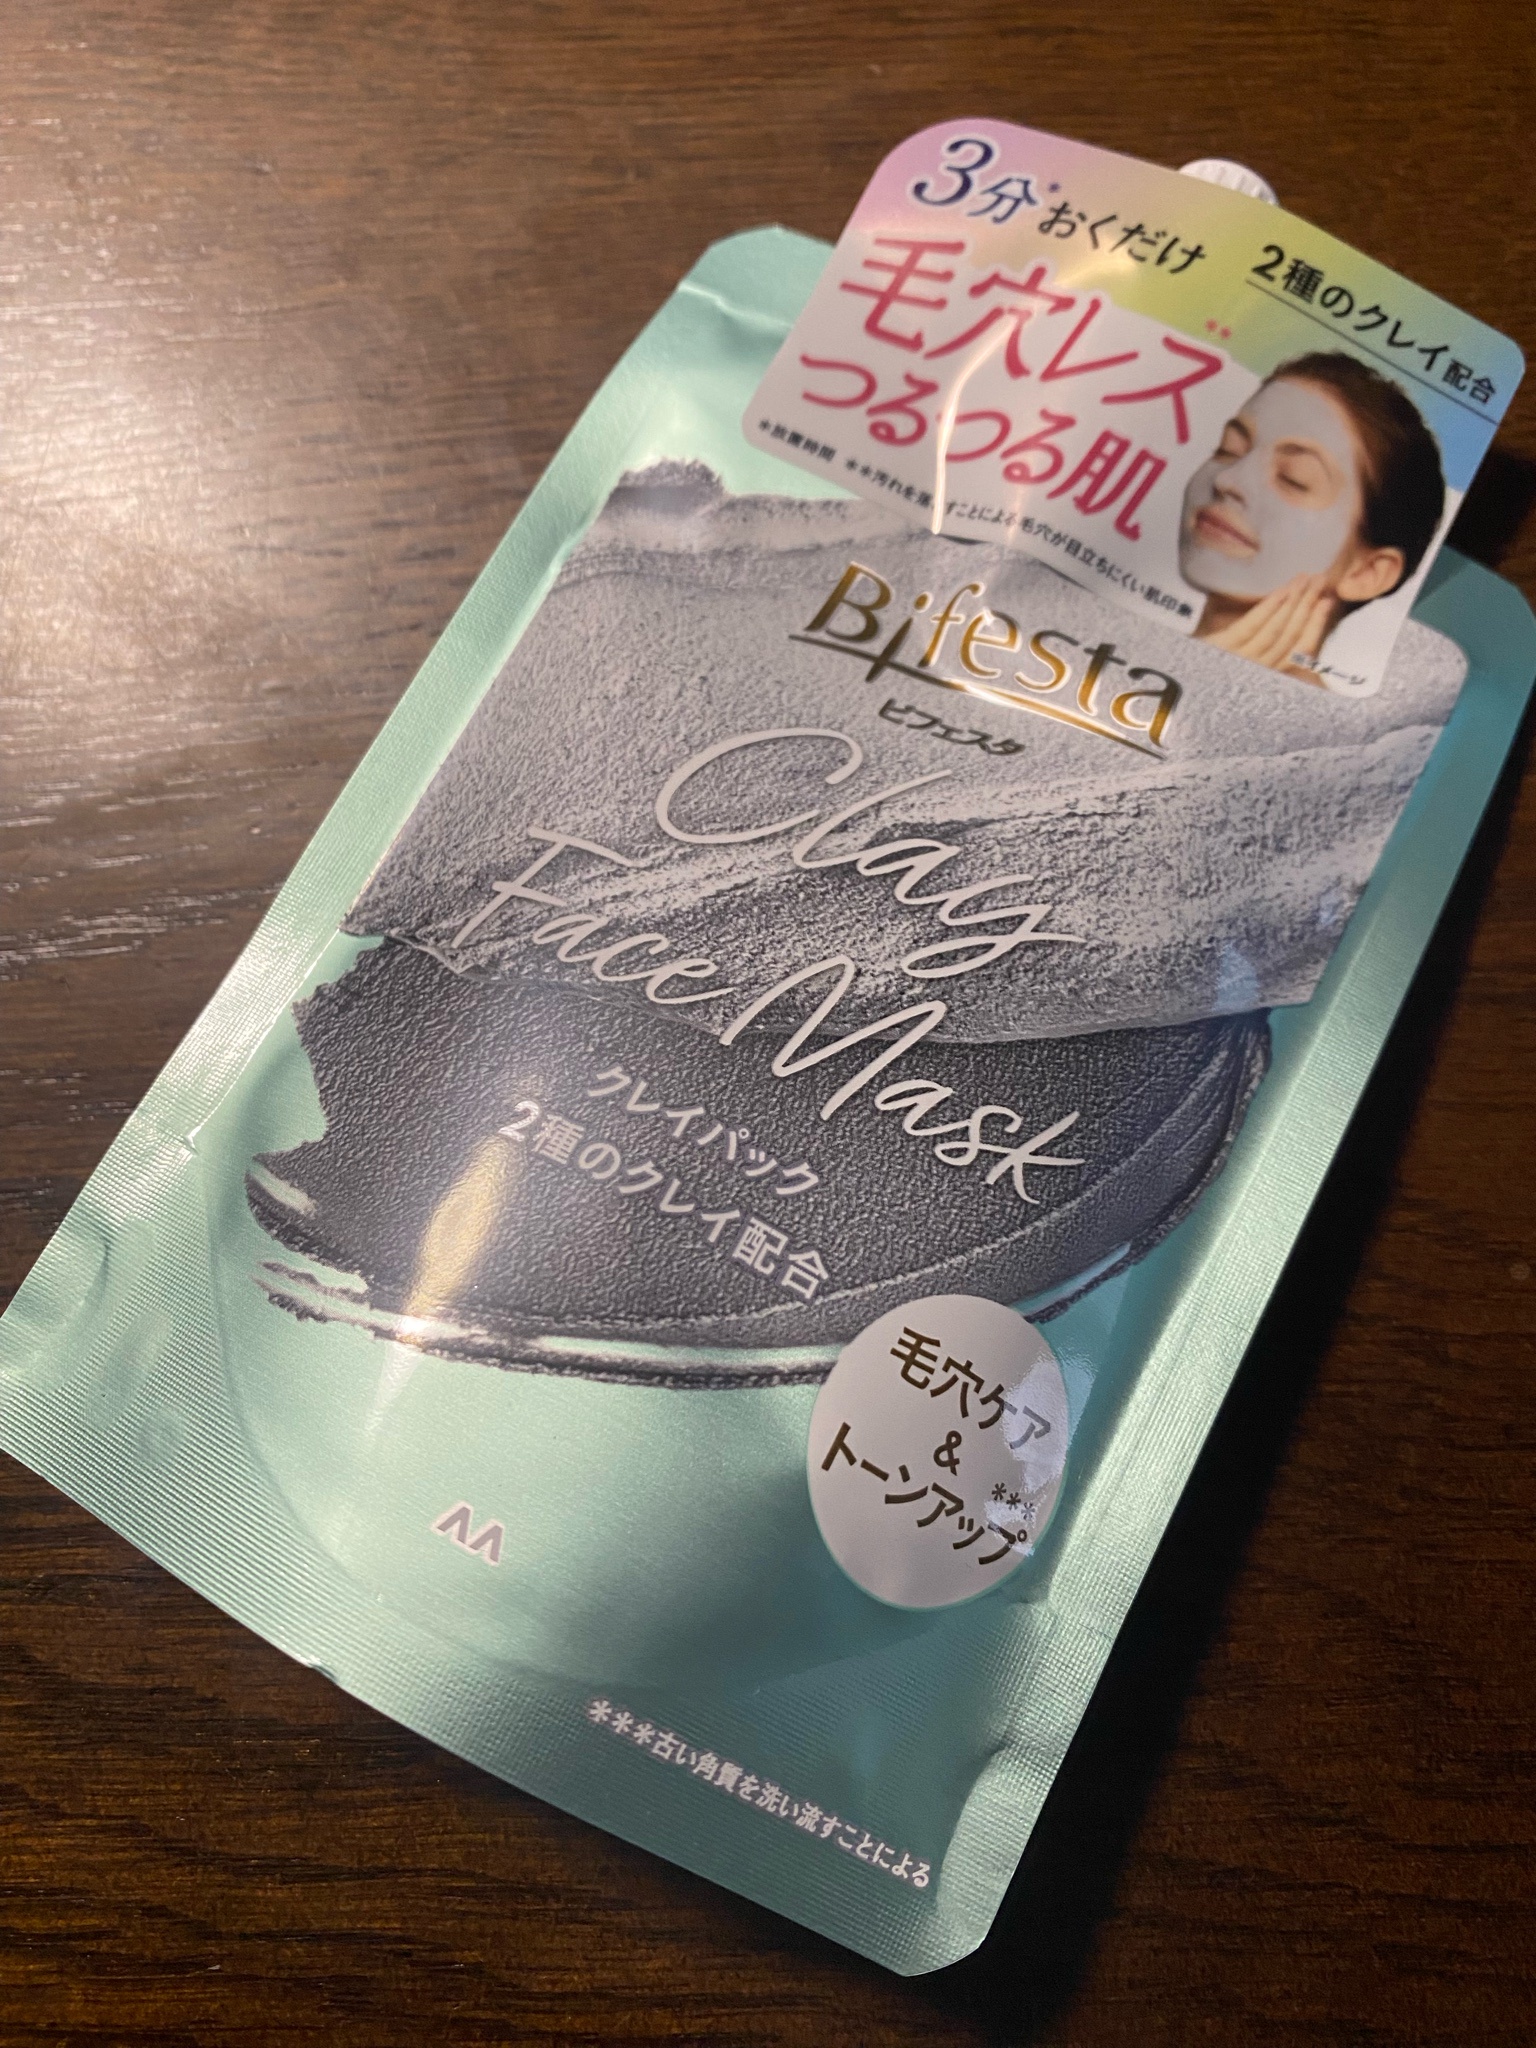 3分*おくだけ
2種のクレイ配合
毛穴レス**
つるつる肌
*放置時間 **汚れを落すことによる毛穴が目立ちにくい肌印象
※イメージ
Bifesta
ビフェスタ
Clay
Face Mask
クレイパック
2種のクレイ配合
毛穴ケア
&
トーンアップ***
***古い角質を洗い流すことによる